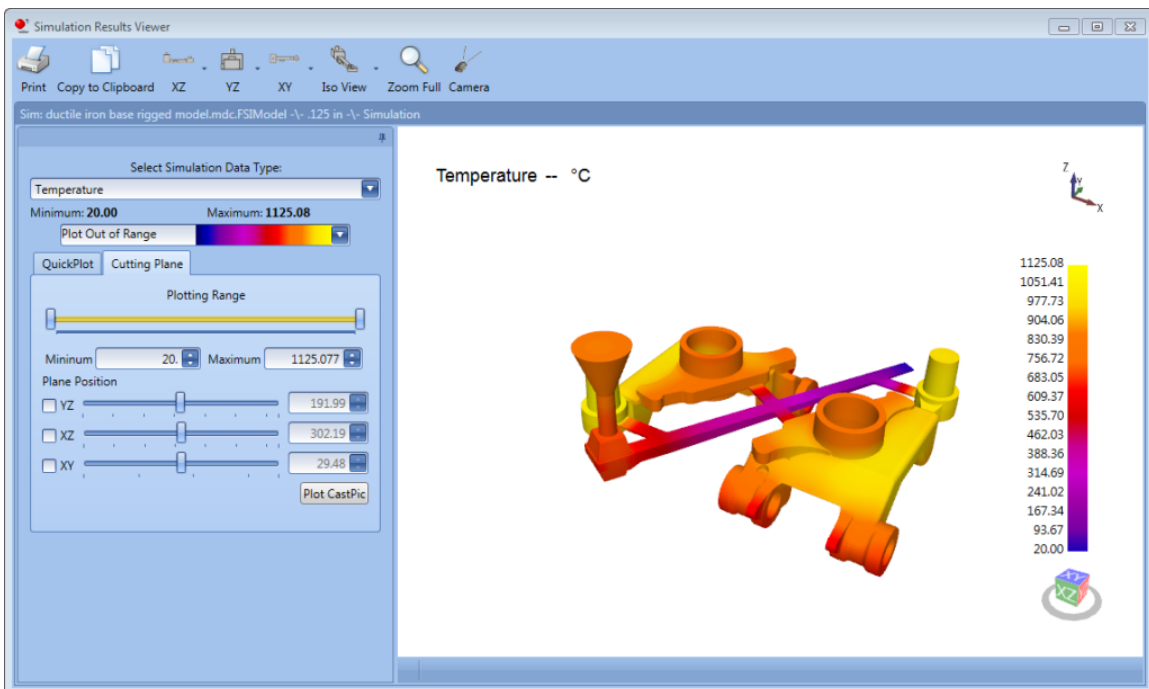 Simulation Results Viewer
Print Copy to Clipboard XZ YZ XY Iso View Zoom Full Camera
Sim: ductile iron base rigged model.mdc.FSIModel -\- .125 in -\- Simulation
Select Simulation Data Type:
Temperature
Minimum: 20.00 Maximum: 1125.08
Plot Out of Range
QuickPlot Cutting Plane
Plotting Range
Mininum 20. Maximum 1125.077
Plane Position
YZ 191.99
XZ 302.19
XY 29.48
Plot CastPic
Temperature -- °C
Z
Y
X
1125.08
1051.41
977.73
904.06
830.39
756.72
683.05
609.37
535.70
462.03
388.36
314.69
241.02
167.34
93.67
20.00
XY
XZ